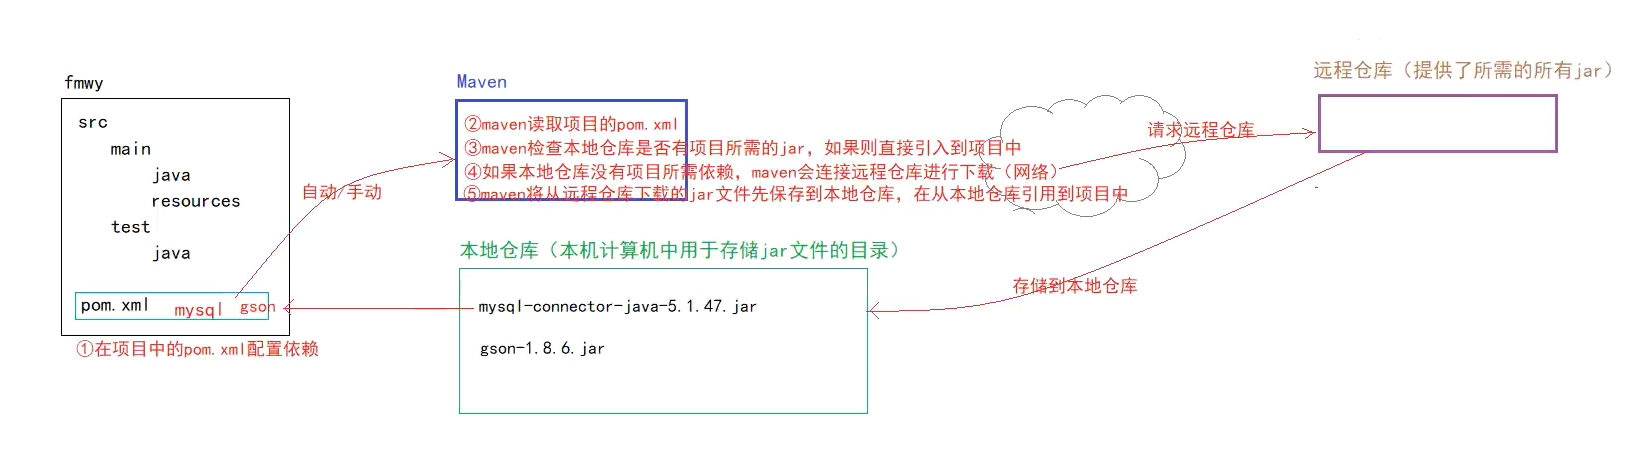 fmwy
src
main
java
resources
test
java
pom.xml mysql gson
①在项目中的pom.xml配置依赖
自动/手动
Maven
②maven读取项目的pom.xml
③maven检查本地仓库是否有项目所需的jar，如果则直接引入到项目中
④如果本地仓库没有项目所需依赖，maven会连接远程仓库进行下载（网络）
⑤maven将从远程仓库下载的jar文件先保存到本地仓库，在从本地仓库引用到项目中
本地仓库（本机计算机中用于存储jar文件的目录）
mysql-connector-java-5.1.47.jar
gson-1.8.6.jar
请求远程仓库
存储到本地仓库
远程仓库（提供了所需的所有jar）